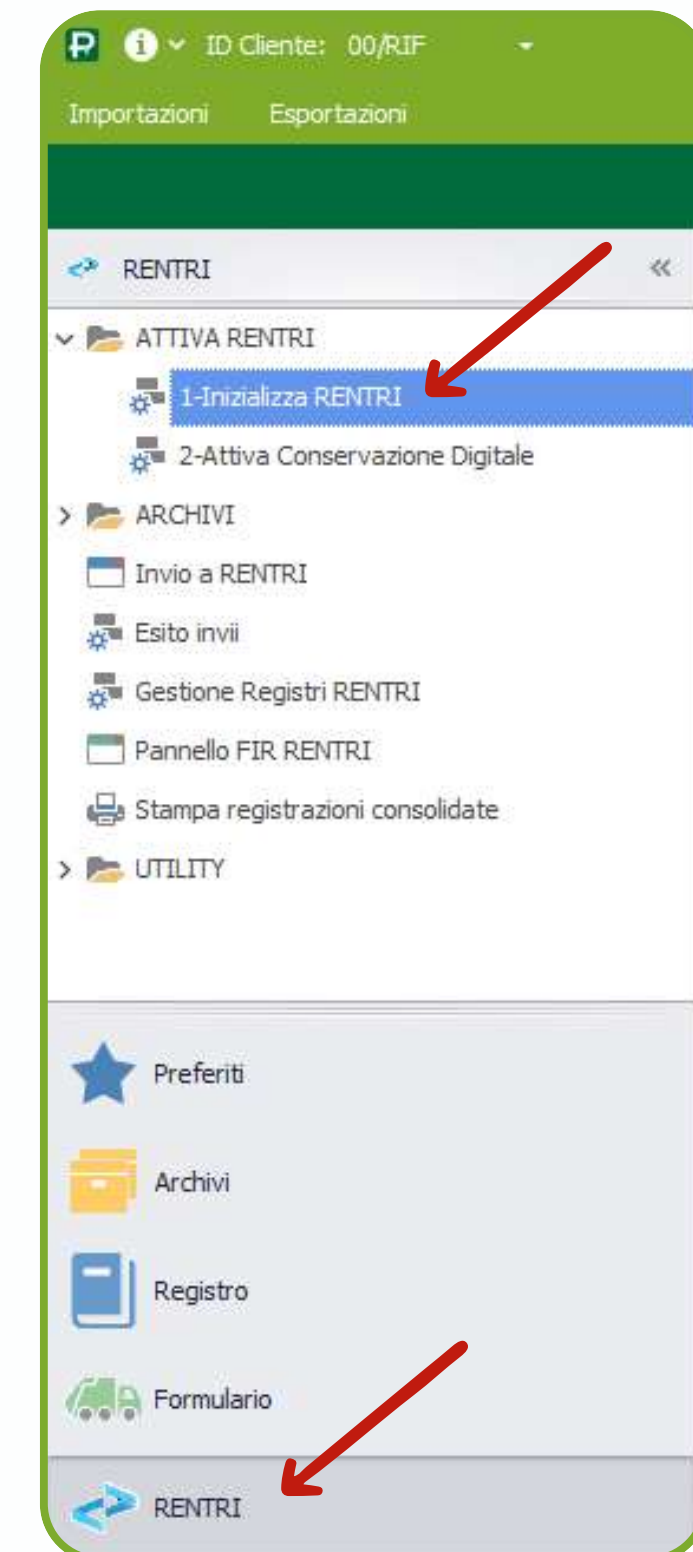 ID Cliente: 00/RIF
Importazioni Esportazioni
RENTRI
ATTIVA RENTRI
1-Inizializza RENTRI
2-Attiva Conservazione Digitale
ARCHIVI
Invio a RENTRI
Esito invii
Gestione Registri RENTRI
Pannello FIR RENTRI
Stampa registrazioni consolidate
UTILITY
Preferiti
Archivi
Registro
Formulario
RENTRI